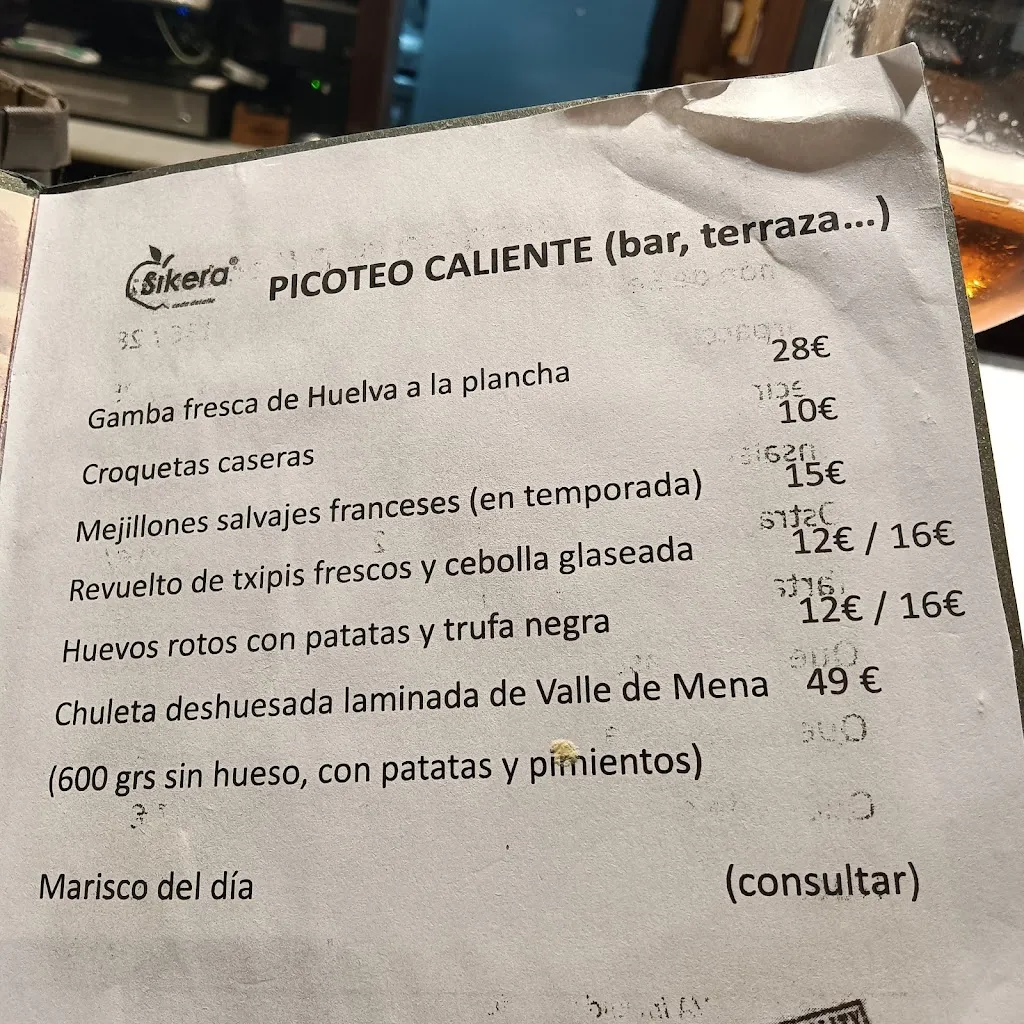 Sikera®
PICOTEO CALIENTE (bar, terraza...)
Gamba fresca de Huelva a la plancha 28€
Croquetas caseras 10€
Mejillones salvajes franceses (en temporada) 15€
Revuelto de txipis frescos y cebolla glaseada 12€ / 16€
Huevos rotos con patatas y trufa negra 12€ / 16€
Chuleta deshuesada laminada de Valle de Mena 49 €
(600 grs sin hueso, con patatas y pimientos)
Marisco del día (consultar)